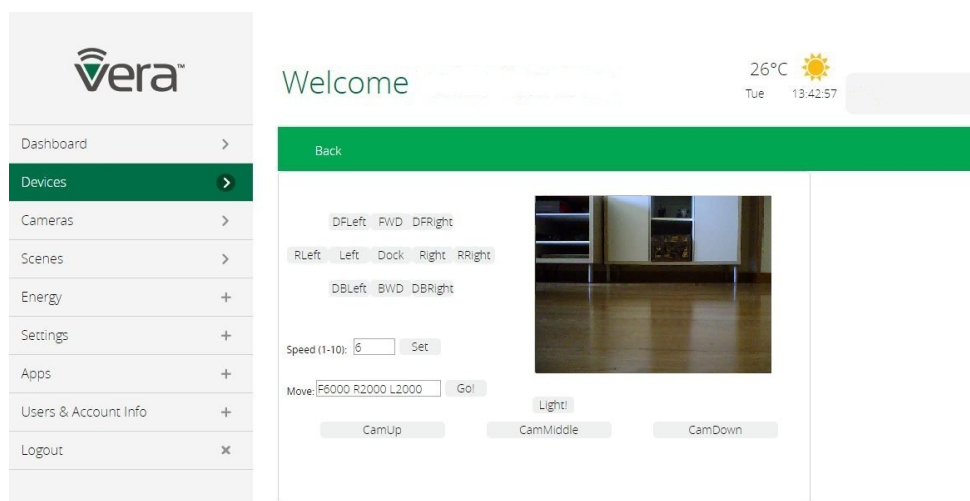 vera™
Dashboard
Devices
Cameras
Scenes
Energy
Settings
Apps
Users & Account Info
Logout
Welcome
26°C
Tue 13:42:57
Back
DFLeft FWD DFRight
RLeft Left Dock Right RRight
DBLeft BWD DBRight
Speed (1-10): 6 Set
Move: F6000 R2000 L2000 Go!
Light!
CamUp CamMiddle CamDown